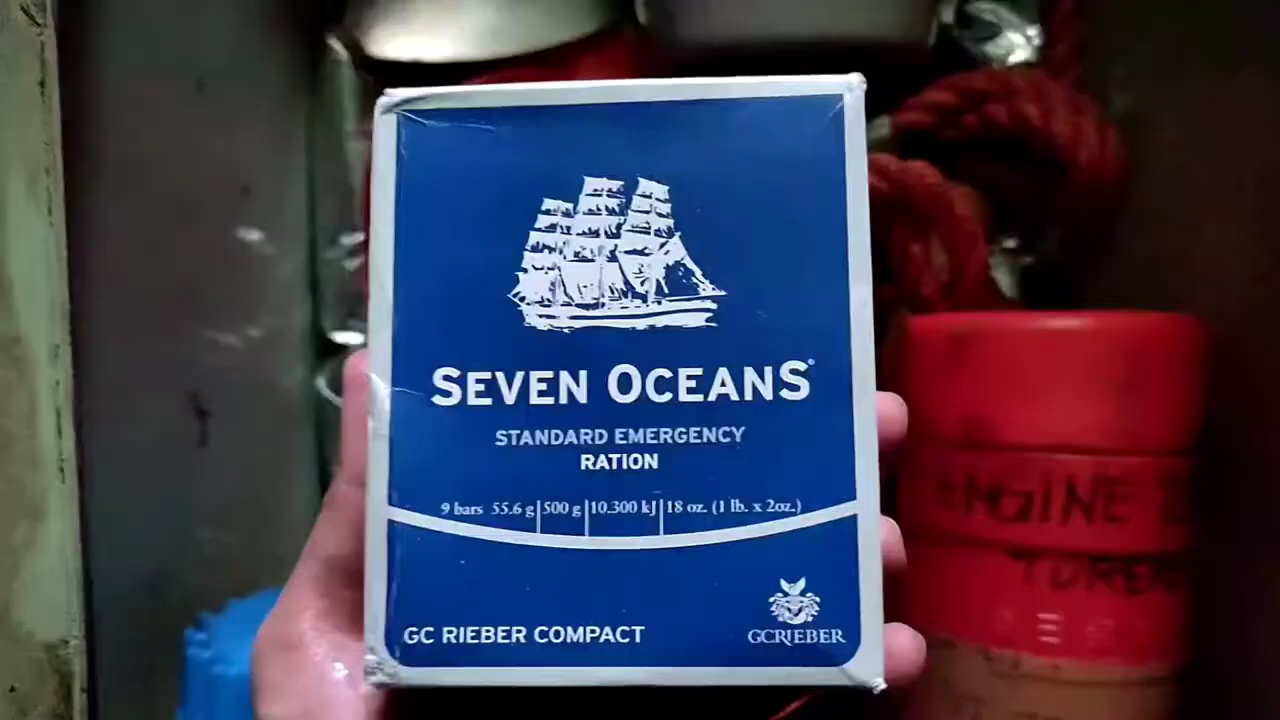 SEVEN OCEANS®
STANDARD EMERGENCY
RATION
9 bars 55.6 g|500 g|10.300 kJ|18 oz. (1 lb. x 2oz.)
GC RIEBER COMPACT
GCRIEBER
ENGINE